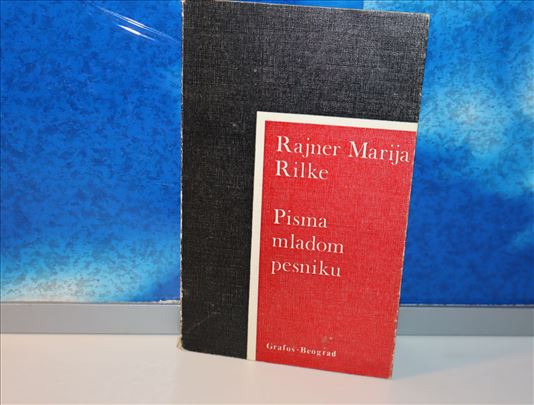 Rajner Marija
Rilke
Pisma
mladom
pesniku
Grafos-Beograd